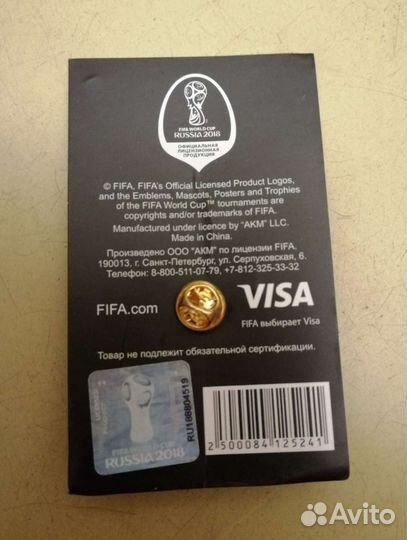 FIFA WORLD CUP
RUSSIA 2018
ОФИЦИАЛЬНАЯ
ЛИЦЕНЗИОННАЯ
ПРОДУКЦИЯ
© FIFA, FIFA's Official Licensed Product Logos,
and the Emblems, Mascots, Posters and Trophies
of the FIFA World Cup™ tournaments are
copyrights and/or trademarks of FIFA.
Manufactured under licence by "AKM" LLC.
Made in China.
Произведено ООО "АКМ" по лицензии FIFA.
190013, г. Санкт-Петербург, ул. Серпуховская, 6.
Телефон: 8-800-511-07-79, +7-812-325-33-32
FIFA.com
VISA
FIFA выбирает Visa
Товар не подлежит обязательной сертификации.
FIFA WORLD CUP
RUSSIA 2018
RU188804519
2 500084 125241
Avito